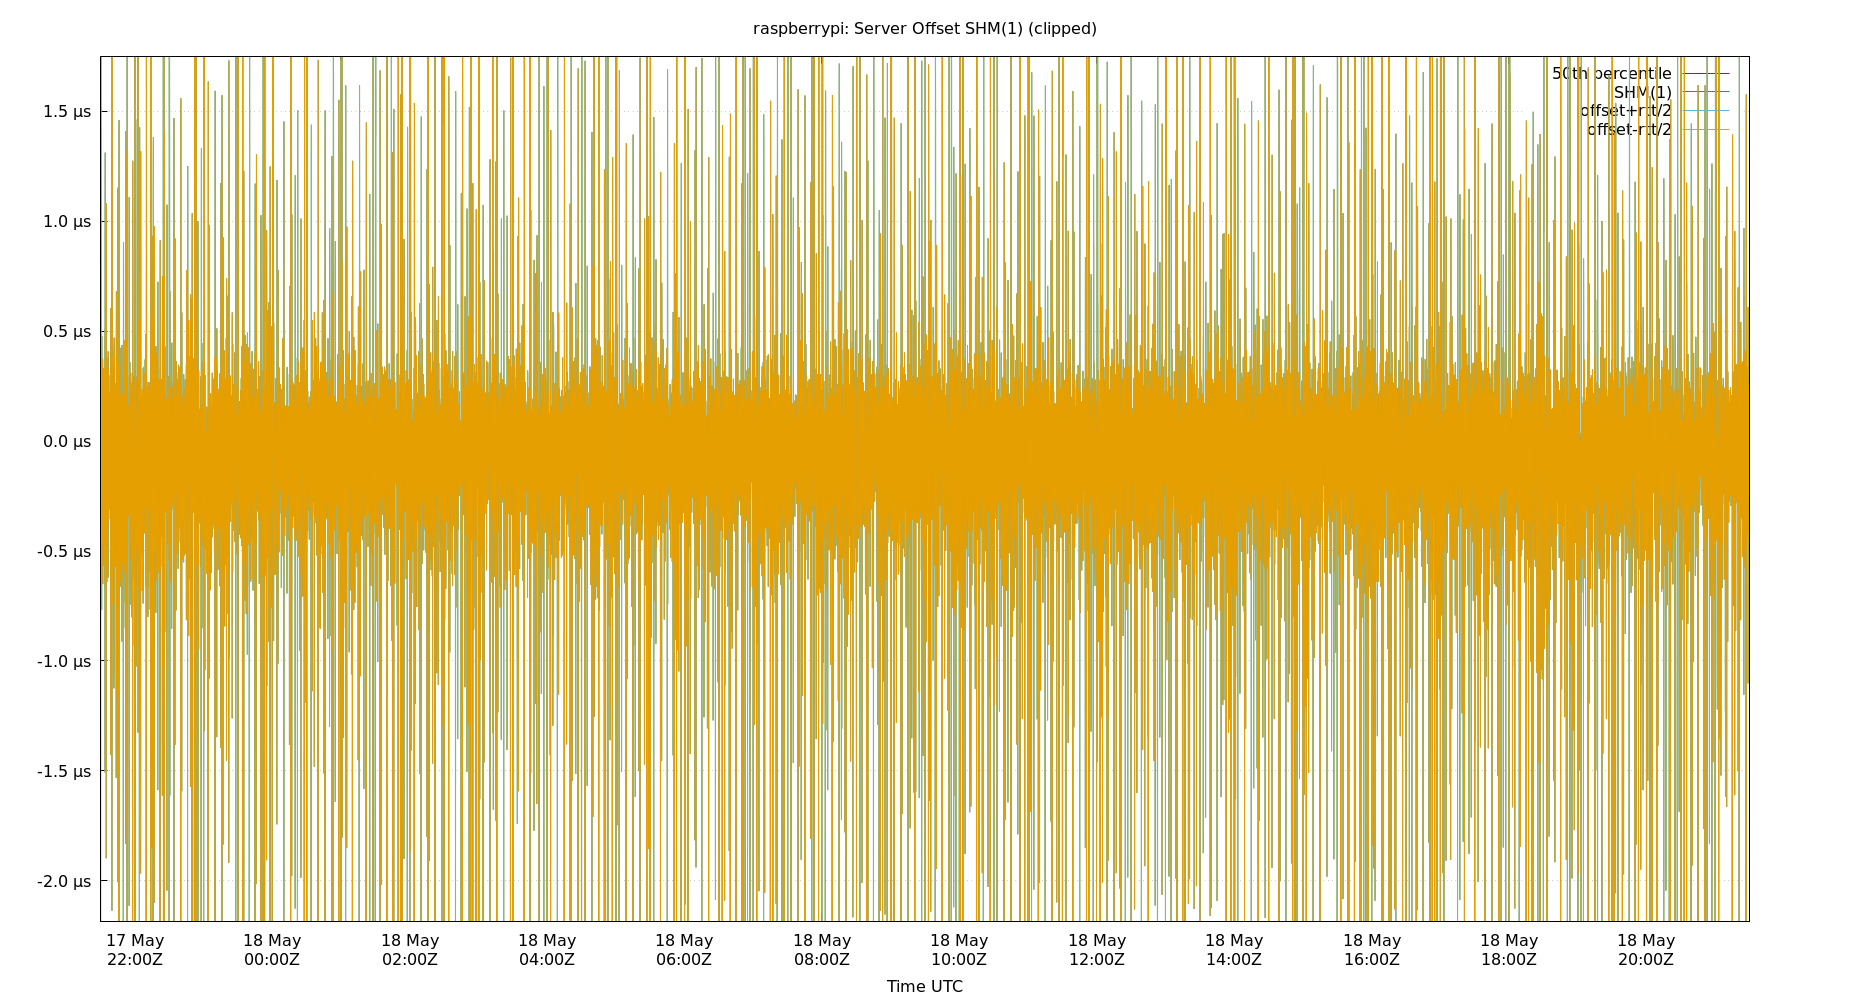 raspberrypi: Server Offset SHM(1) (clipped)
50th percentile
SHM(1)
offset+rtt/2
offset-rtt/2
1.5 µs
1.0 µs
0.5 µs
0.0 µs
-0.5 µs
-1.0 µs
-1.5 µs
-2.0 µs
17 May 18 May 18 May 18 May 18 May 18 May 18 May 18 May 18 May 18 May 18 May 18 May
22:00Z 00:00Z 02:00Z 04:00Z 06:00Z 08:00Z 10:00Z 12:00Z 14:00Z 16:00Z 18:00Z 20:00Z
Time UTC